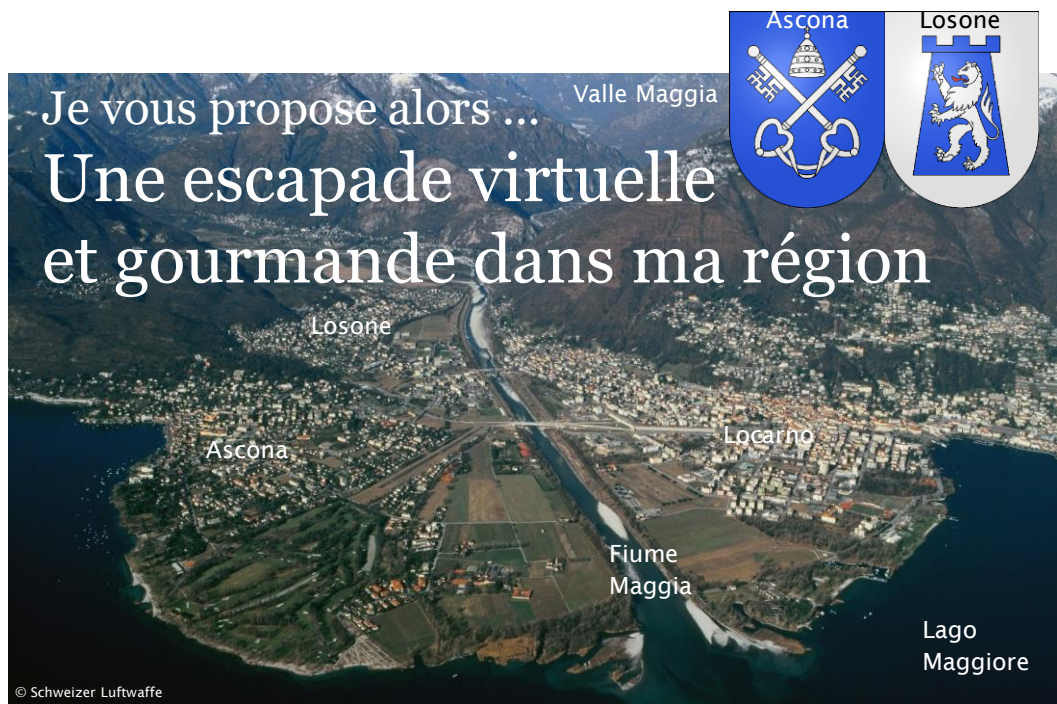 Ascona
Losone
Je vous propose alors ...
Valle Maggia
Une escapade virtuelle
et gourmande dans ma région
Losone
Ascona
Locarno
Fiume
Maggia
Lago
Maggiore
© Schweizer Luftwaffe